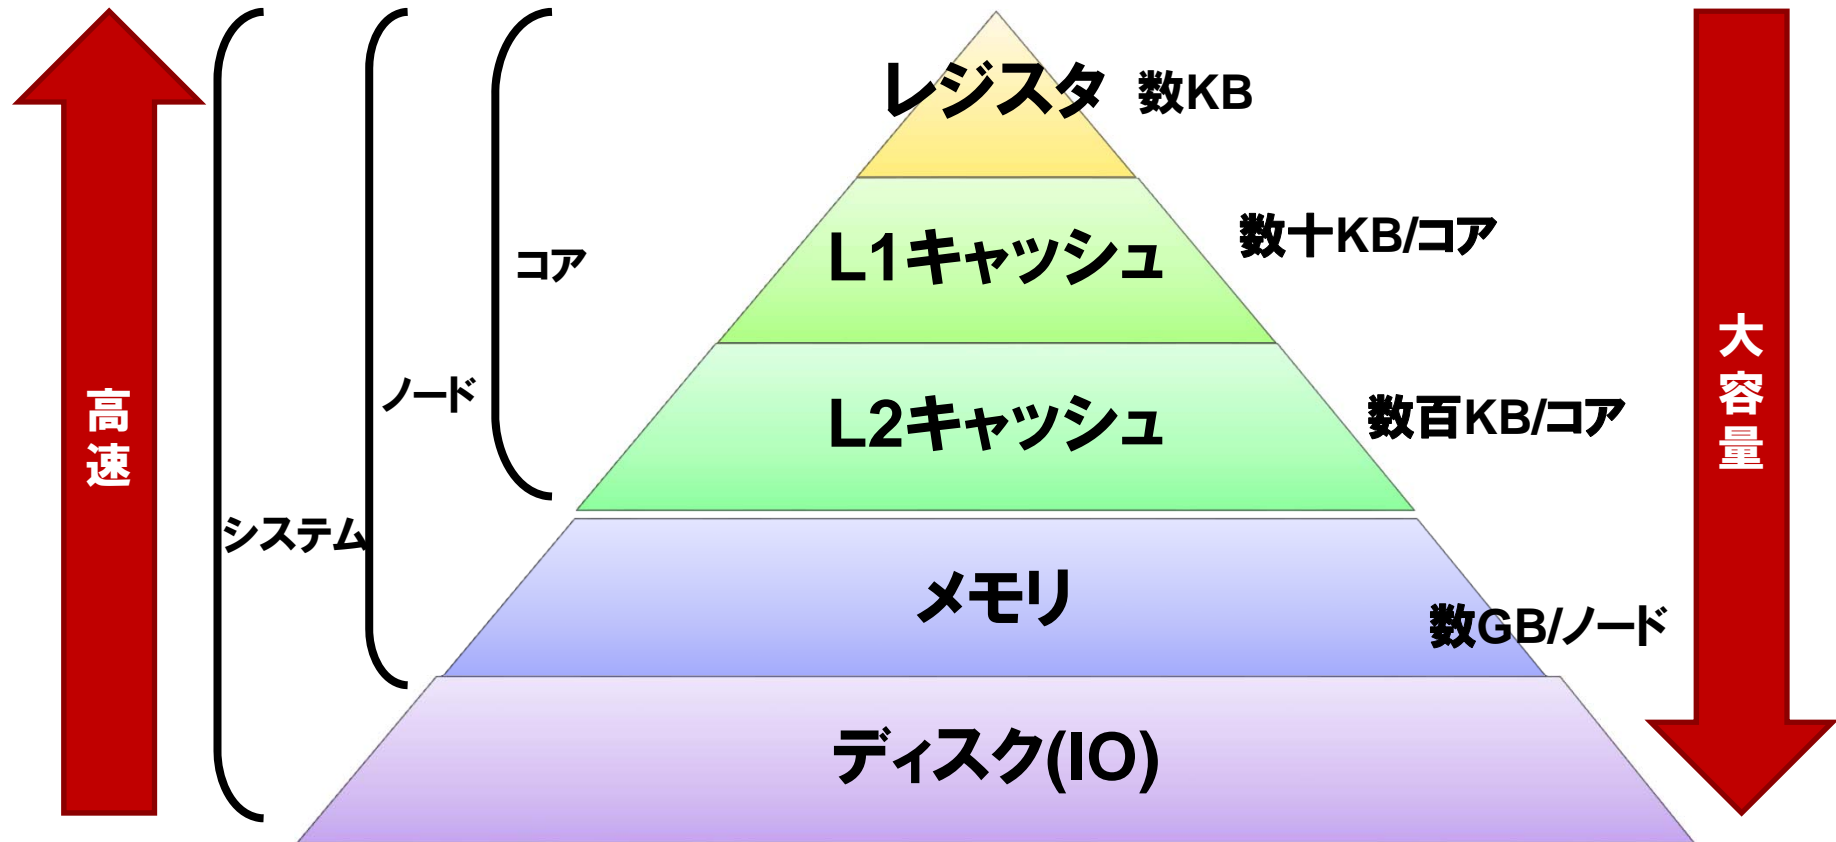 レジスタ 数KB
数十KB/コア
コア
L1キャッシュ
大容量
ノード
高速
L2キャッシュ
数百KB/コア
システム
メモリ
数GB/ノード
ディスク(IO)